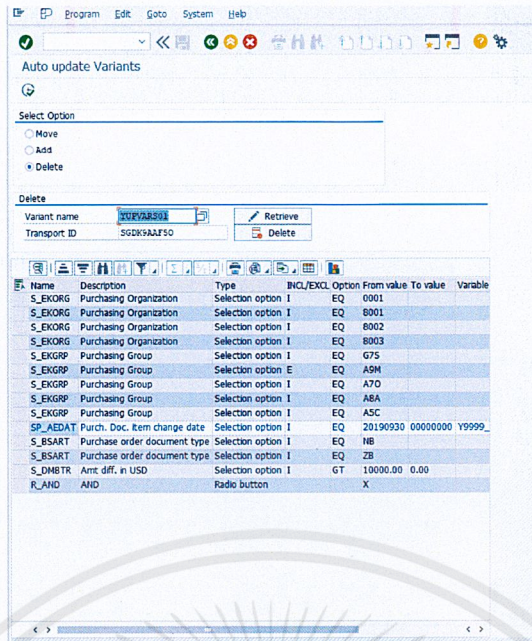 Program Edit Goto System Help
Auto update Variants
Select Option
Move
Add
Delete
Delete
Variant name YUPVARS01 Retrieve
Transport ID SGDK9AAF50 Delete
Name Description Type INCL/EXCL Option From value To value Variable
S_EKORG Purchasing Organization Selection option I EQ 0001
S_EKORG Purchasing Organization Selection option I EQ 8001
S_EKORG Purchasing Organization Selection option I EQ 8002
S_EKORG Purchasing Organization Selection option I EQ 8003
S_EKGRP Purchasing Group Selection option I EQ G7S
S_EKGRP Purchasing Group Selection option E EQ A9M
S_EKGRP Purchasing Group Selection option I EQ A7O
S_EKGRP Purchasing Group Selection option I EQ A8A
S_EKGRP Purchasing Group Selection option I EQ A5C
SP_AEDAT Purch. Doc. item change date Selection option I EQ 20190930 00000000 Y9999_
S_BSART Purchase order document type Selection option I EQ NB
S_BSART Purchase order document type Selection option I EQ ZB
S_DMBTR Amt diff. in USD Selection option I GT 10000.00 0.00
R_AND AND Radio button X